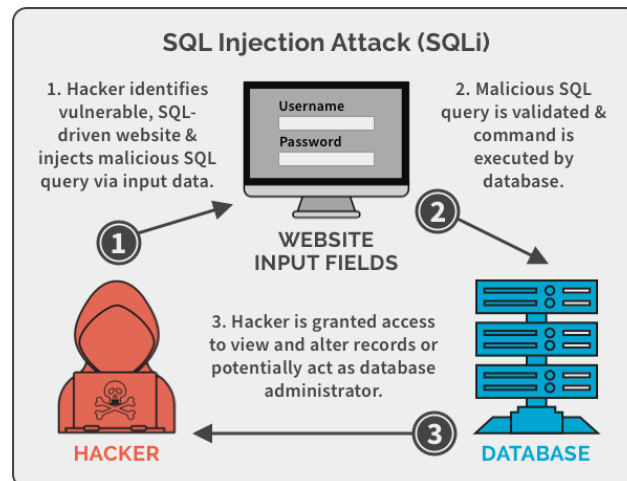 SQL Injection Attack (SQLi)
1. Hacker identifies
vulnerable, SQL-
driven website &
injects malicious SQL
query via input data.
Username
Password
2. Malicious SQL
query is validated &
command is
executed by
database.
1
2
WEBSITE
INPUT FIELDS
3. Hacker is granted access
to view and alter records or
potentially act as database
administrator.
3
HACKER
DATABASE